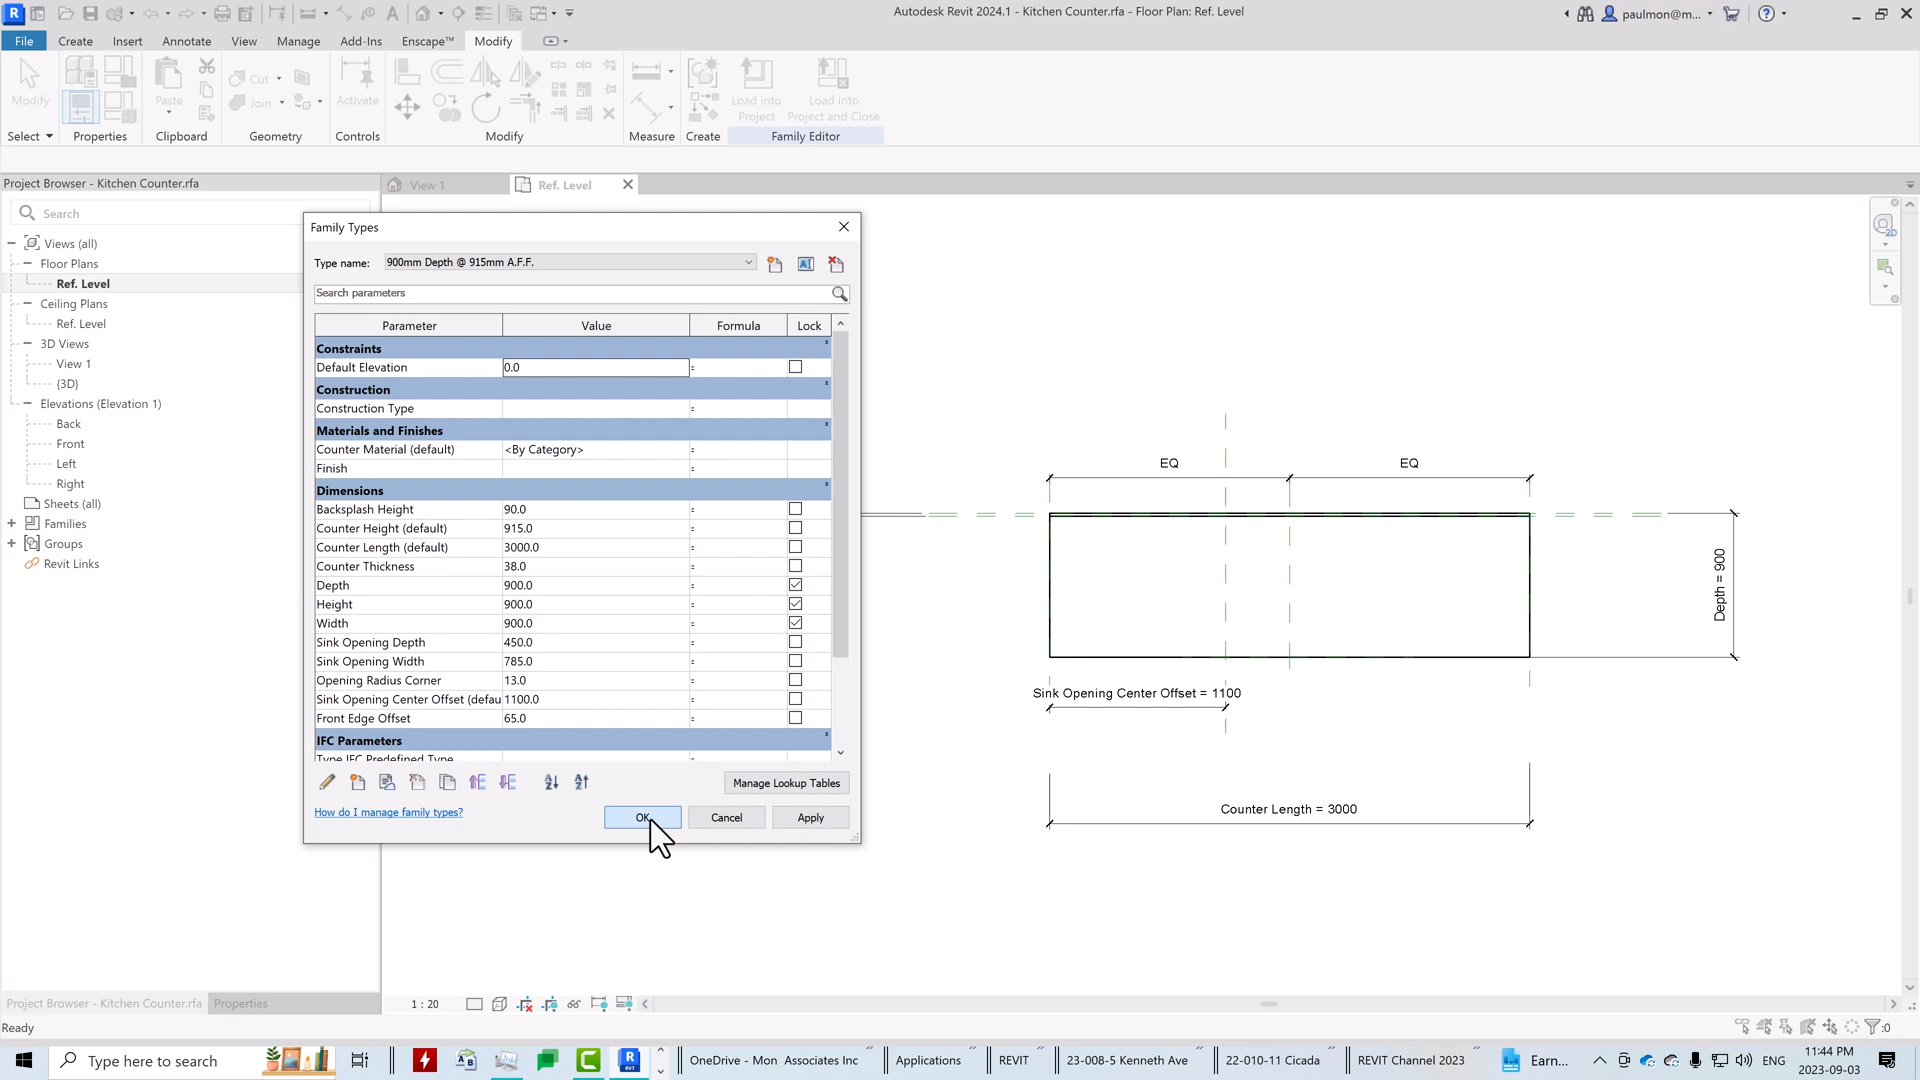 Autodesk Revit 2024.1 - Kitchen Counter.rfa - Floor Plan: Ref. Level
paulmon@m...
File Create Insert Annotate View Manage Add-Ins Enscape™ Modify
Modify Paste Cut Join Activate Load into Project Load into Project and Close
Select Properties Clipboard Geometry Controls Modify Measure Create Family Editor
Project Browser - Kitchen Counter.rfa
View 1
Ref. Level
Search
Views (all)
Floor Plans
Ref. Level
Ceiling Plans
Ref. Level
3D Views
View 1
{3D}
Elevations (Elevation 1)
Back
Front
Left
Right
Sheets (all)
Families
Groups
Revit Links
Family Types
Type name: 900mm Depth @ 915mm A.F.F.
Search parameters
Parameter Value Formula Lock
Constraints
Default Elevation 0.0 =
Construction
Construction Type =
Materials and Finishes
Counter Material (default) <By Category> =
Finish =
Dimensions
Backsplash Height 90.0 =
Counter Height (default) 915.0 =
Counter Length (default) 3000.0 =
Counter Thickness 38.0 =
Depth 900.0 =
Height 900.0 =
Width 900.0 =
Sink Opening Depth 450.0 =
Sink Opening Width 785.0 =
Opening Radius Corner 13.0 =
Sink Opening Center Offset (defau 1100.0 =
Front Edge Offset 65.0 =
IFC Parameters
Type IFC Predefined Type
Manage Lookup Tables
How do I manage family types?
OK Cancel Apply
EQ EQ
Depth = 900
Sink Opening Center Offset = 1100
Counter Length = 3000
2D
Project Browser - Kitchen Counter.rfa Properties
1 : 20
Ready
:0
Type here to search
OneDrive - Mon Associates Inc
Applications
REVIT
23-008-5 Kenneth Ave
22-010-11 Cicada
REVIT Channel 2023
Earn...
ENG
11:44 PM
2023-09-03